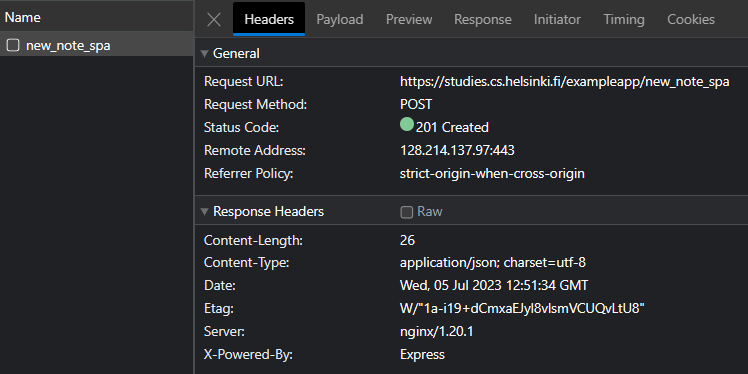 Name
new_note_spa
Headers Payload Preview Response Initiator Timing Cookies
General
Request URL: https://studies.cs.helsinki.fi/exampleapp/new_note_spa
Request Method: POST
Status Code: 201 Created
Remote Address: 128.214.137.97:443
Referrer Policy: strict-origin-when-cross-origin
Response Headers Raw
Content-Length: 26
Content-Type: application/json; charset=utf-8
Date: Wed, 05 Jul 2023 12:51:34 GMT
Etag: W/"1a-i19+dCmxaEJyl8vlsmVCUQvLtU8"
Server: nginx/1.20.1
X-Powered-By: Express